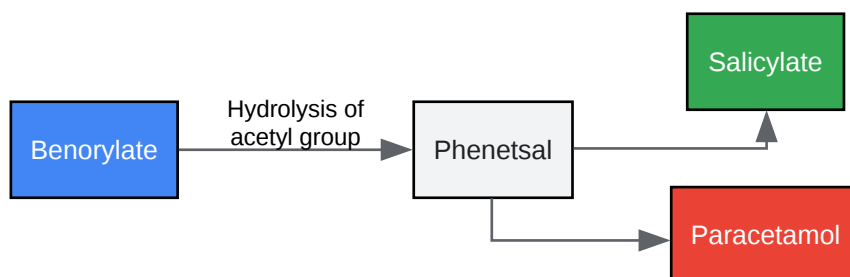 Salicylate
Hydrolysis of
acetyl group
Benorylate
Phenetsal
Paracetamol